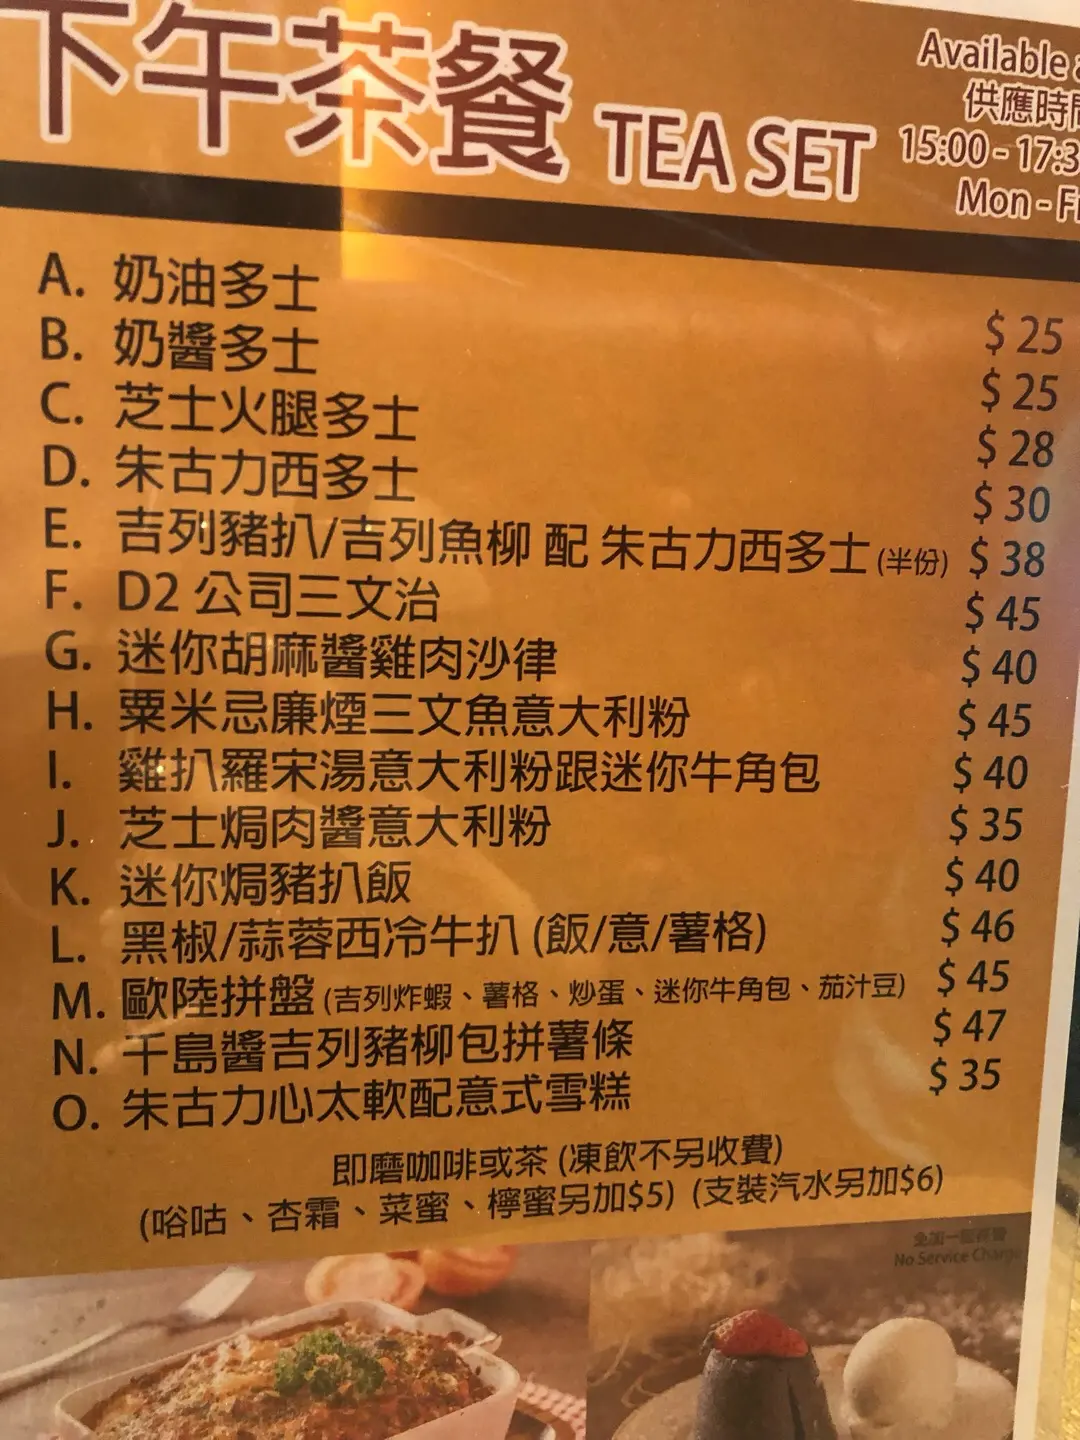 下午茶餐 TEA SET
Available
供應時間
15:00 - 17:3
Mon - Fr
A. 奶油多士 $ 25
B. 奶醬多士 $ 25
C. 芝士火腿多士 $ 28
D. 朱古力西多士 $ 30
E. 吉列豬扒/吉列魚柳 配 朱古力西多士 (半份) $ 38
F. D2 公司三文治 $ 45
G. 迷你胡麻醬雞肉沙律 $ 40
H. 粟米忌廉煙三文魚意大利粉 $ 45
I. 雞扒羅宋湯意大利粉跟迷你牛角包 $ 40
J. 芝士焗肉醬意大利粉 $ 35
K. 迷你焗豬扒飯 $ 40
L. 黑椒/蒜蓉西冷牛扒 (飯/意/薯格) $ 46
M. 歐陸拼盤 (吉列炸蝦、薯格、炒蛋、迷你牛角包、茄汁豆) $ 45
N. 千島醬吉列豬柳包拼薯條 $ 47
O. 朱古力心太軟配意式雪糕 $ 35
即磨咖啡或茶 (凍飲不另收費)
(唂咕、杏霜、菜蜜、檸蜜另加$5) (支裝汽水另加$6)
免加一服務費
No Service Charge